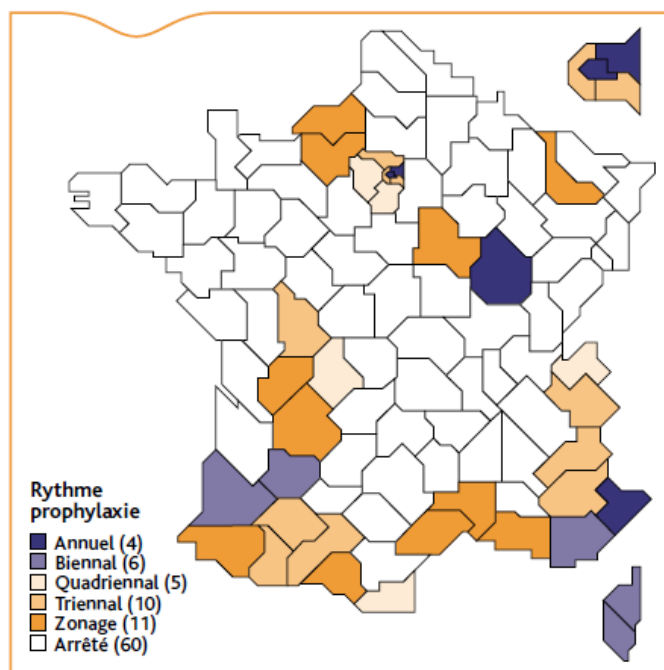 Rythme
prophylaxie
Annuel (4)
Biennal (6)
Quadriennal (5)
Triennal (10)
Zonage (11)
Arrêté (60)